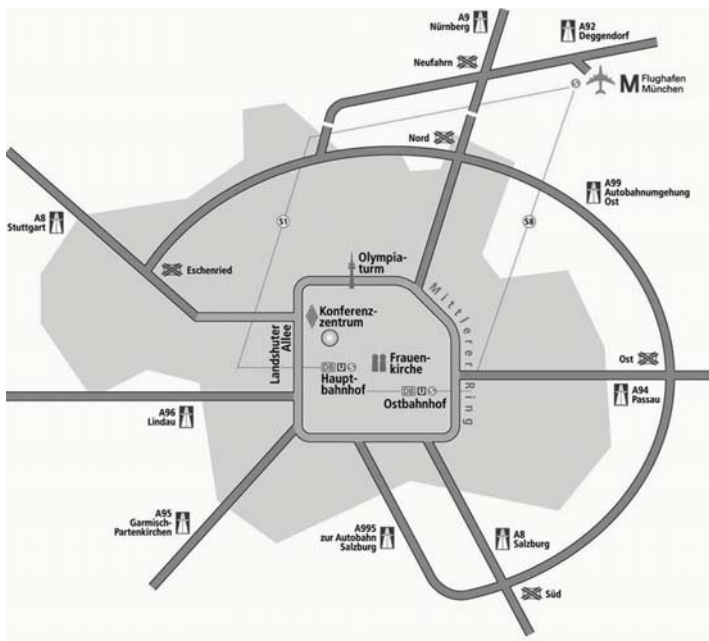 A9
Nürnberg
A92
Deggendorf
Neufahrn
M Flughafen
München
Nord
A99
Autobahnumgehung
Ost
A8
Stuttgart
S1
S8
Eschenried
Olympia-
turm
Mittlerer Ring
Konferenz-
zentrum
Landshuter
Allee
Frauen-
kirche
Ost
DB U S
Haupt-
bahnhof
DB U S
Ostbahnhof
A94
Passau
A96
Lindau
A95
Garmisch-
Partenkirchen
A995
zur Autobahn
Salzburg
A8
Salzburg
Süd